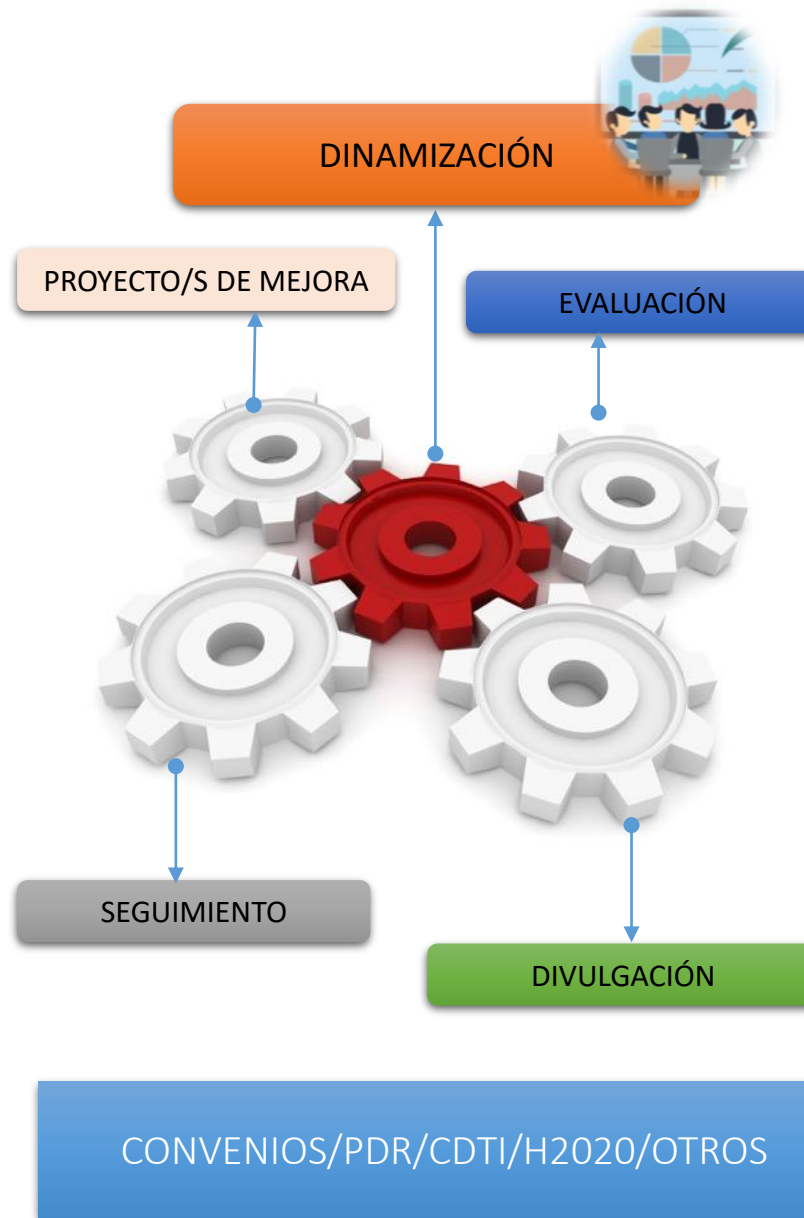 DINAMIZACIÓN
PROYECTO/S DE MEJORA
EVALUACIÓN
SEGUIMIENTO
DIVULGACIÓN
CONVENIOS/PDR/CDTI/H2020/OTROS